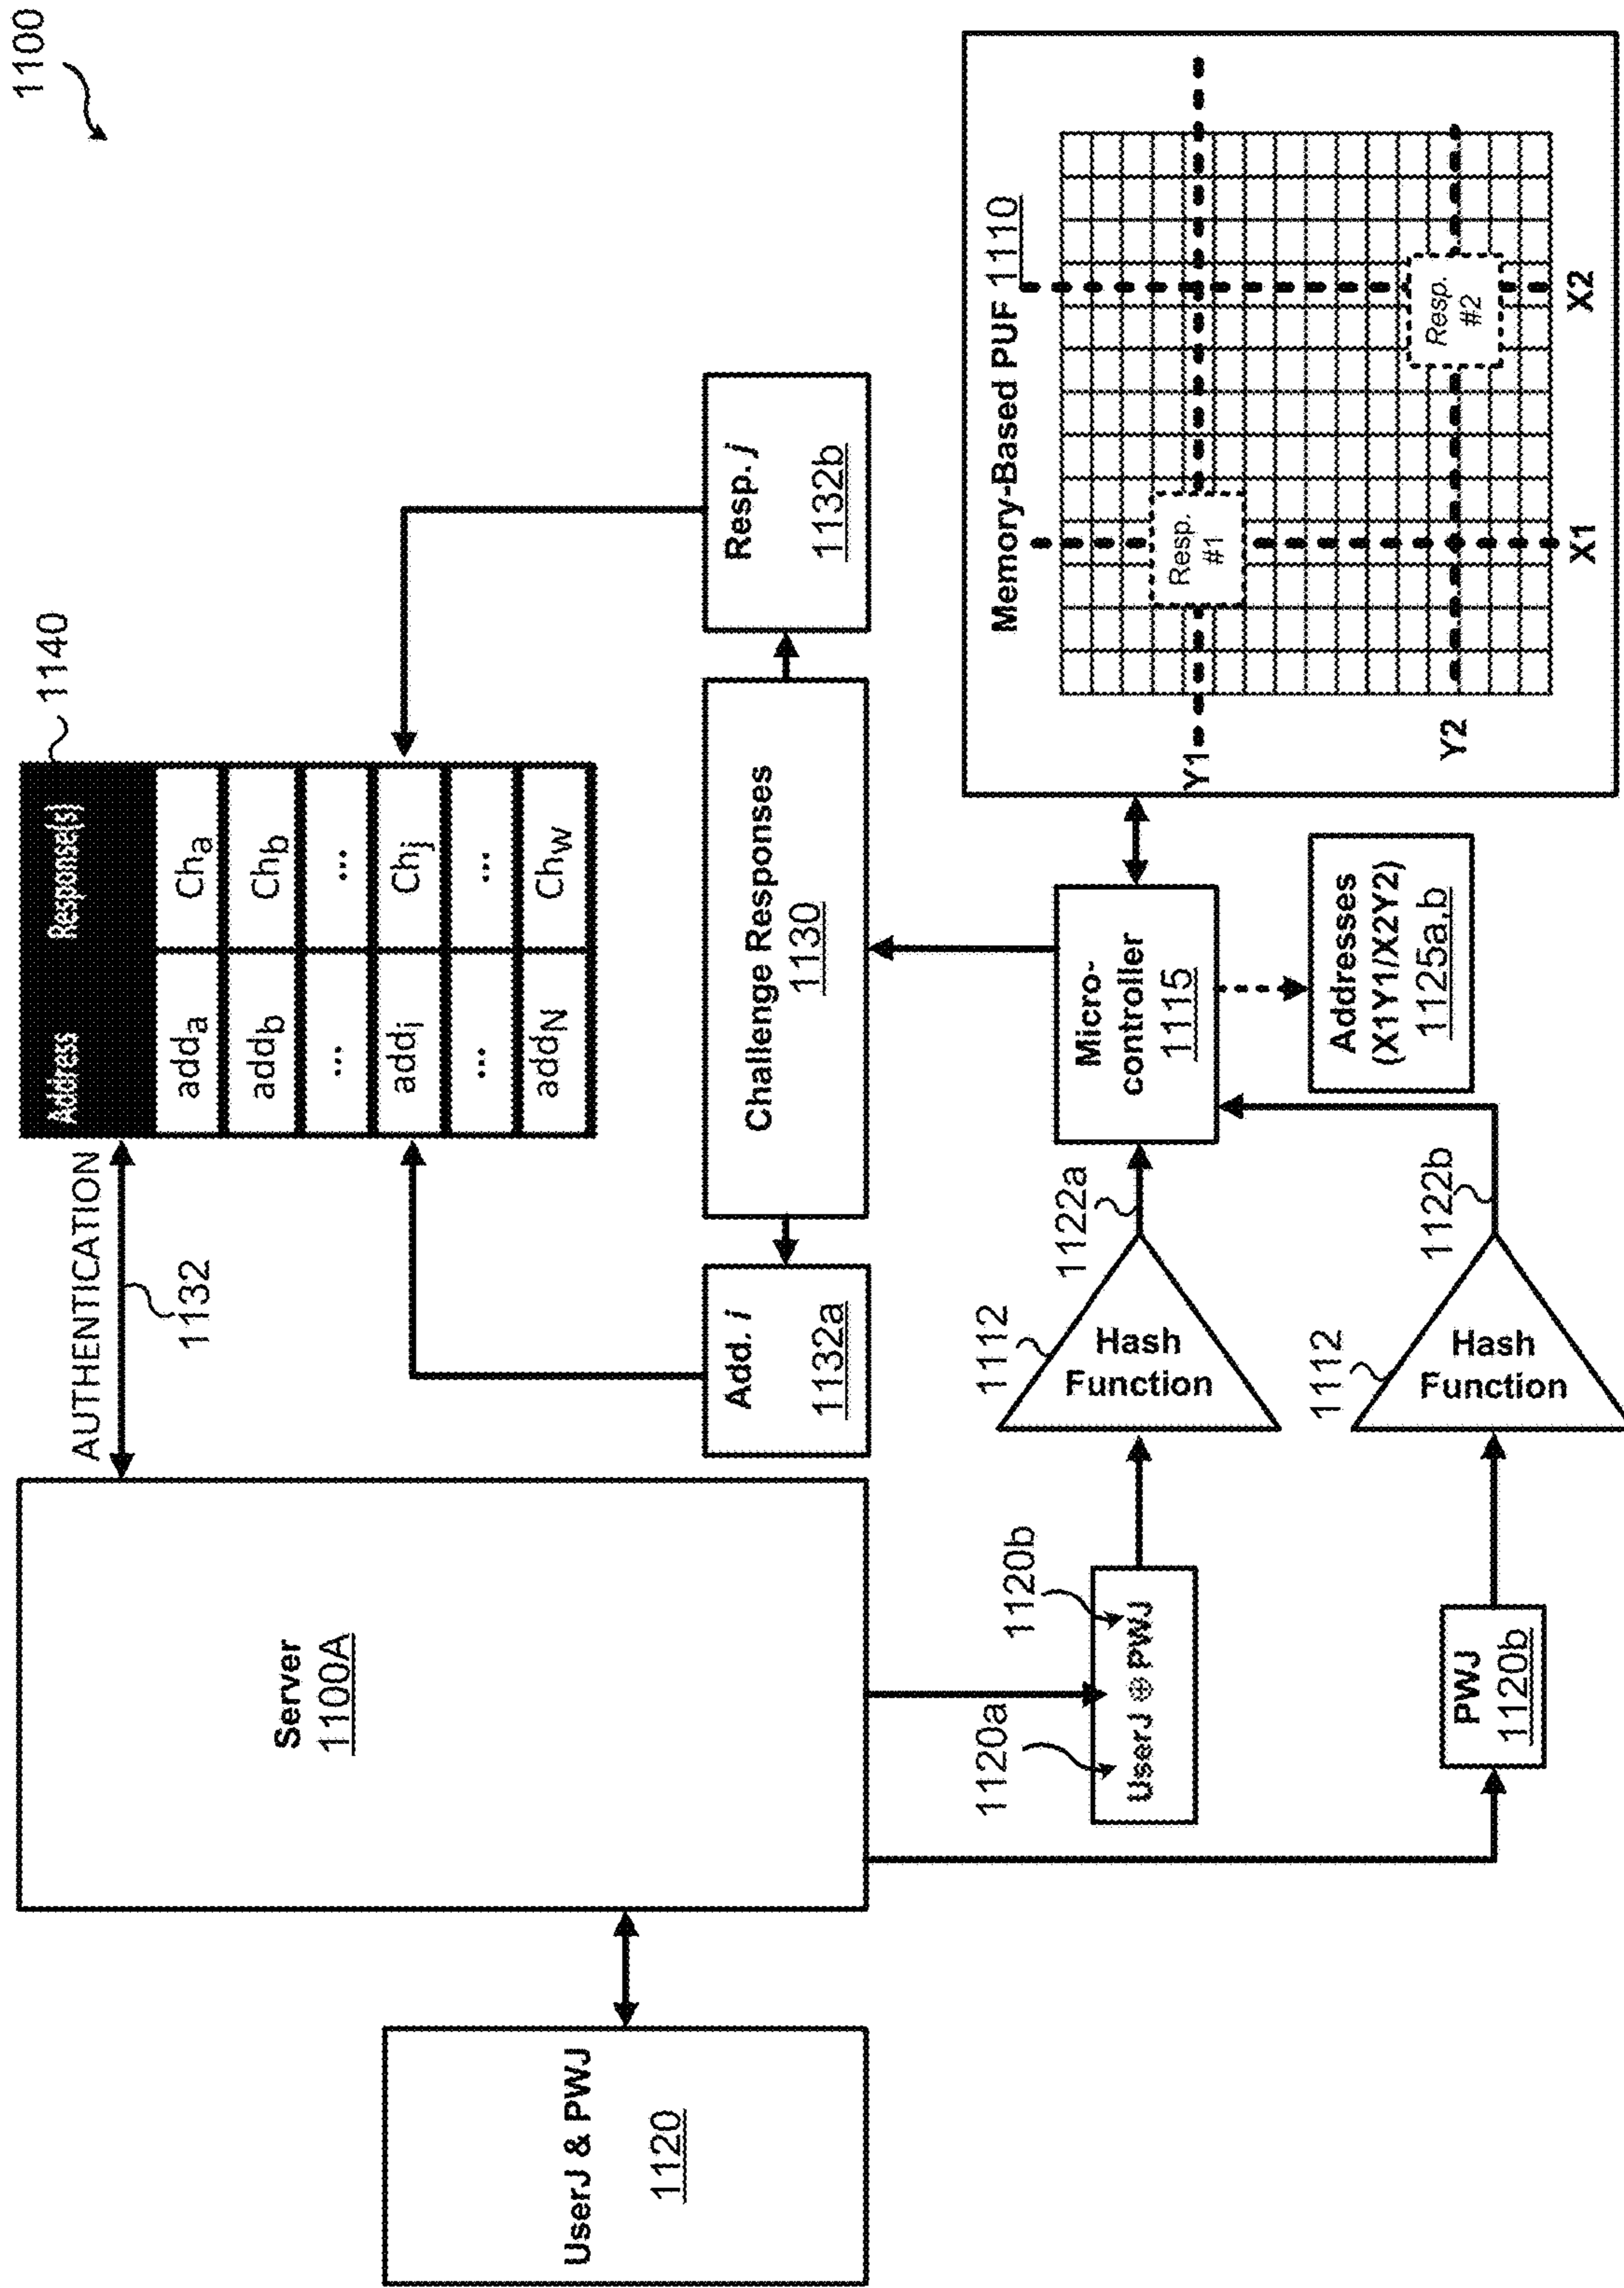 1100
AUTHENTICATION
1132
1140
Address
Response(s)
add_a
Ch_a
add_b
Ch_b
...
...
add_i
Ch_j
...
...
add_N
Ch_W
Server
1100A
UserJ & PWJ
1120
Add. i
1132a
Challenge Responses
1130
Resp. j
1132b
1120a
1120b
UserJ ⊕ PWJ
1112
Hash
Function
1122a
Micro-
controller
1115
Memory-Based PUF 1110
Resp.
#1
Resp.
#2
Y1
Y2
X1
X2
PWJ
1120b
1112
Hash
Function
1122b
Addresses
(X1Y1/X2Y2)
1125a,b